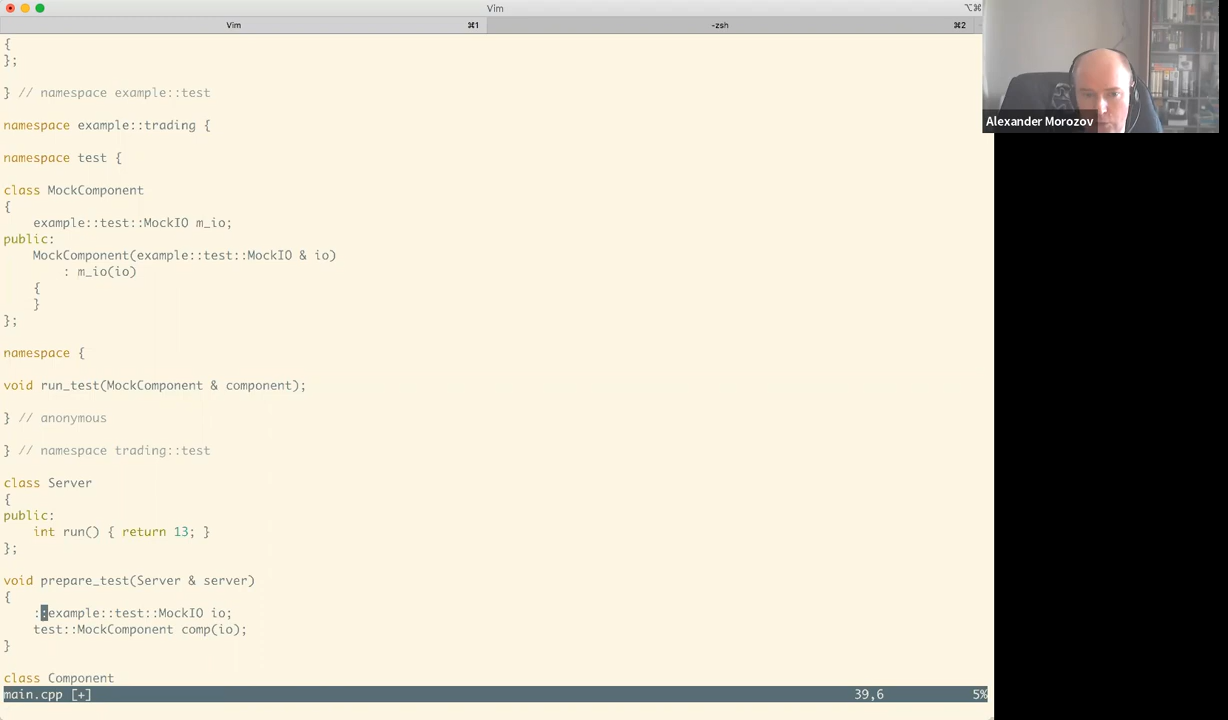 Vim
⌥⌘
Vim ⌘1 -zsh ⌘2
{
};
} // namespace example::test
namespace example::trading {
namespace test {
class MockComponent
{
example::test::MockIO m_io;
public:
MockComponent(example::test::MockIO & io)
: m_io(io)
{
}
};
namespace {
void run_test(MockComponent & component);
} // anonymous
} // namespace trading::test
class Server
{
public:
int run() { return 13; }
};
void prepare_test(Server & server)
{
::example::test::MockIO io;
test::MockComponent comp(io);
}
class Component
main.cpp [+] 39,6 5%
Alexander Morozov